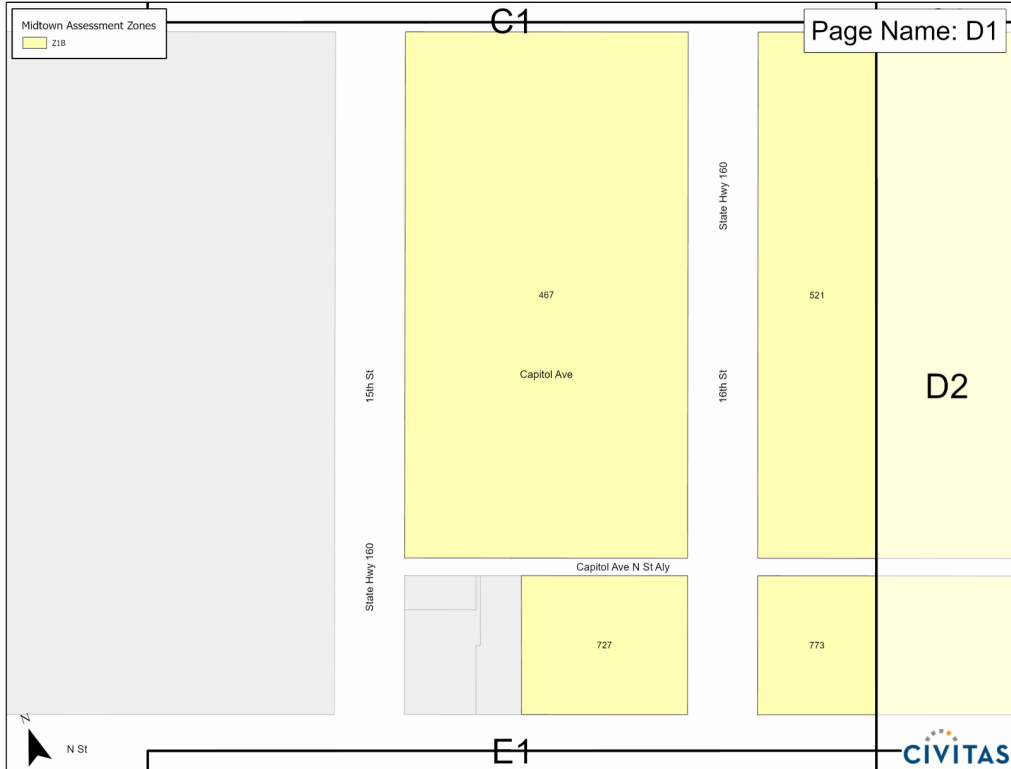 Midtown Assessment Zones
Z1B
C1
Page Name: D1
State Hwy 160
467
521
Capitol Ave
15th St
16th St
D2
State Hwy 160
Capitol Ave N St Aly
727
773
N
N St
E1
CIVITAS